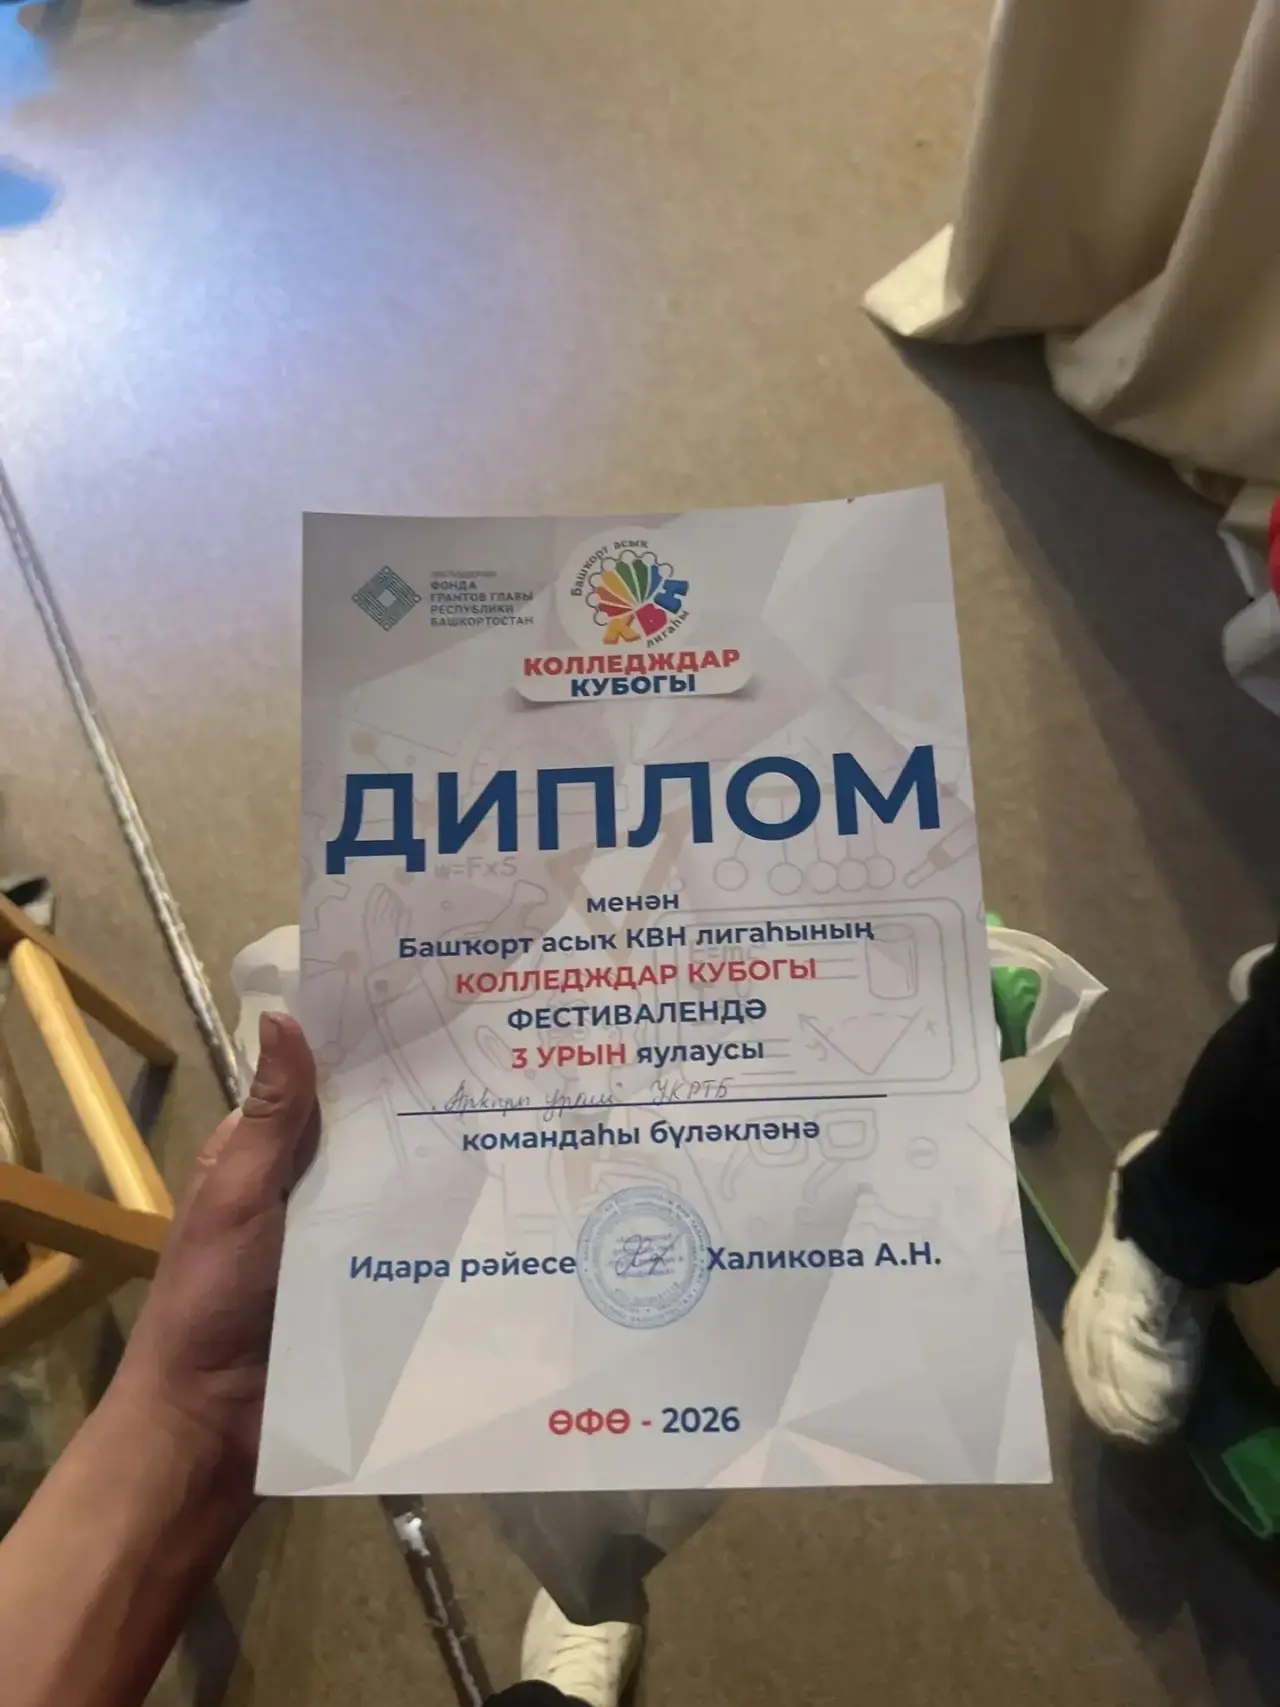 ФОНДА
ГРАНТОВ ГЛАВЫ
РЕСПУБЛИКИ
БАШКОРТОСТАН
Башҡорт асыҡ
КВН
лигаһы
КОЛЛЕДЖДАР
КУБОГЫ
ДИПЛОМ
w=F×S
менән
Башҡорт асыҡ КВН лигаһының
КОЛЛЕДЖДАР КУБОГЫ
ФЕСТИВАЛЕНДӘ
3 УРЫН яулаусы
УКРТБ
командаһы бүләкләнә
Идара рәйесе Халикова А.Н.
ӨФӨ - 2026